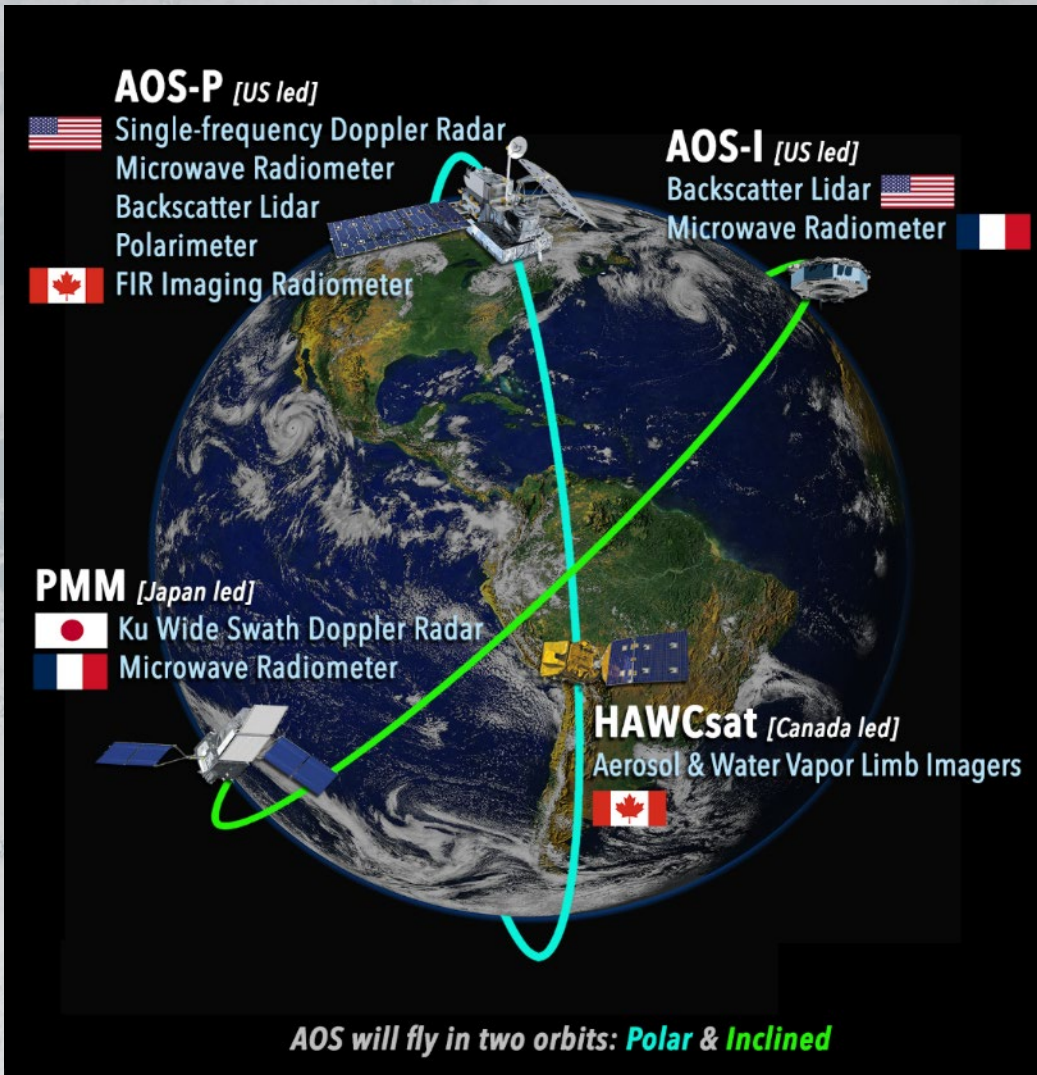 AOS-P [US led]
Single-frequency Doppler Radar
Microwave Radiometer
Backscatter Lidar
Polarimeter
FIR Imaging Radiometer
AOS-I [US led]
Backscatter Lidar
Microwave Radiometer
PMM [Japan led]
Ku Wide Swath Doppler Radar
Microwave Radiometer
HAWCsat [Canada led]
Aerosol & Water Vapor Limb Imagers
AOS will fly in two orbits: Polar & Inclined